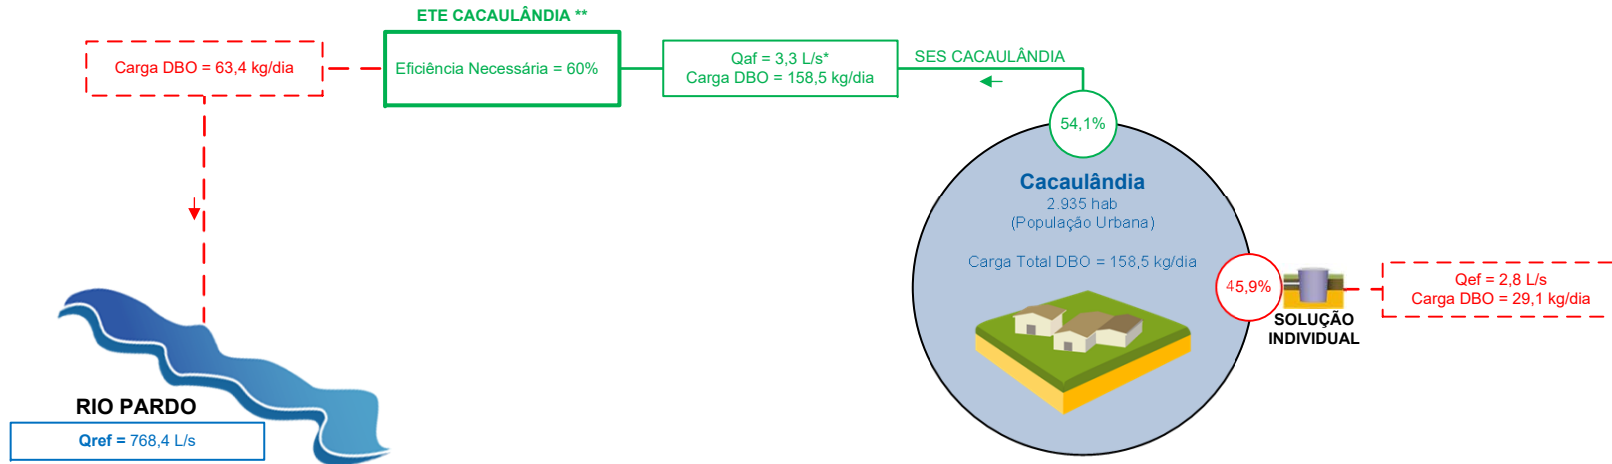 ETE CACAULÂNDIA **
Carga DBO = 63,4 kg/dia
Eficiência Necessária = 60%
Qaf = 3,3 L/s*
Carga DBO = 158,5 kg/dia
SES CACAULÂNDIA
54,1%
Cacaulândia
2.935 hab
(População Urbana)
Carga Total DBO = 158,5 kg/dia
45,9%
SOLUÇÃO
INDIVIDUAL
Qef = 2,8 L/s
Carga DBO = 29,1 kg/dia
RIO PARDO
Qref = 768,4 L/s